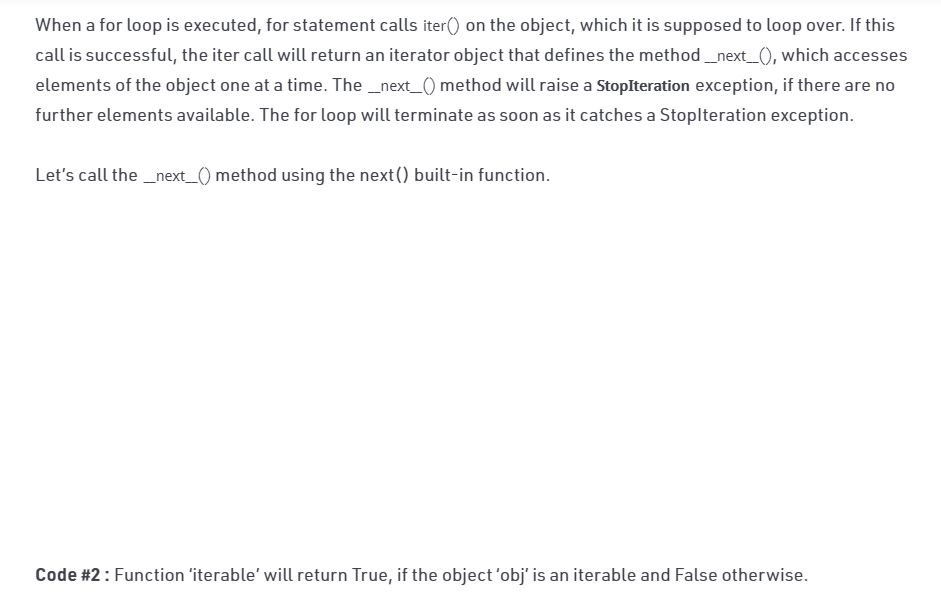 When a for loop is executed, for statement calls iter() on the object, which it is supposed to loop over. If this
call is successful, the iter call will return an iterator object that defines the method __next__(), which accesses
elements of the object one at a time. The __next__() method will raise a StopIteration exception, if there are no
further elements available. The for loop will terminate as soon as it catches a StopIteration exception.
Let’s call the __next__() method using the next() built-in function.
Code #2 : Function ‘iterable’ will return True, if the object ‘obj’ is an iterable and False otherwise.